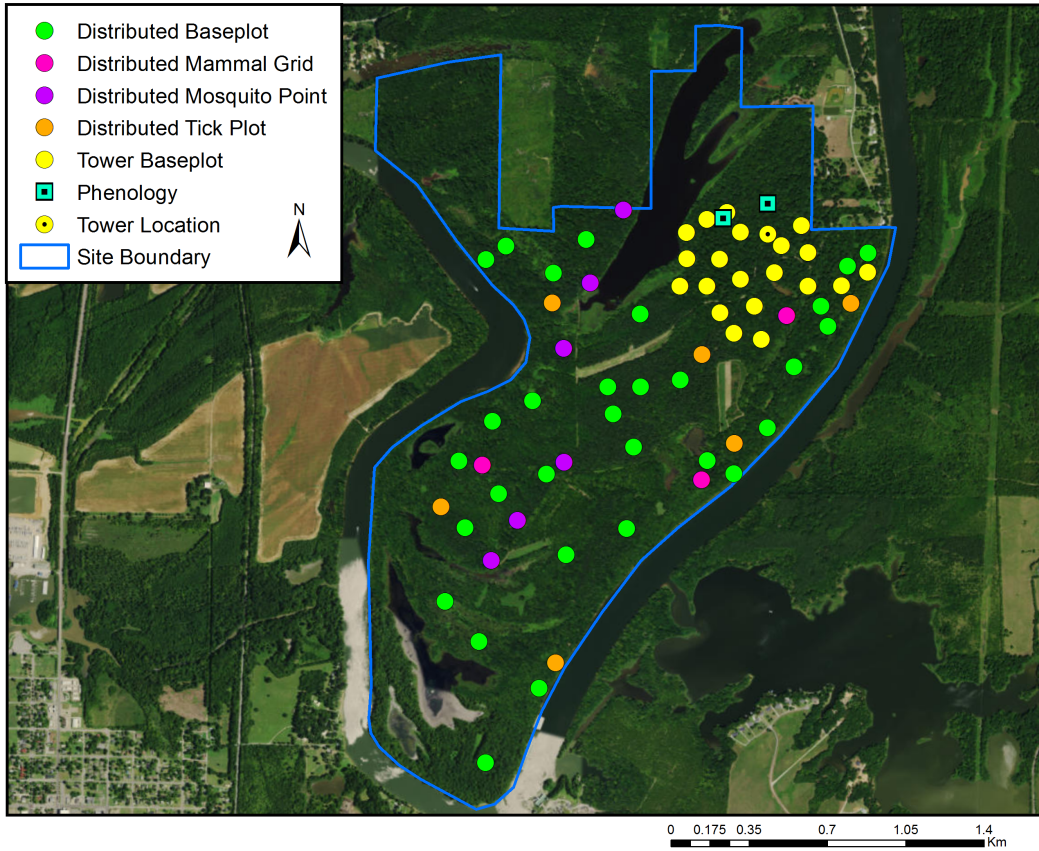 Distributed Baseplot
Distributed Mammal Grid
Distributed Mosquito Point
Distributed Tick Plot
Tower Baseplot
Phenology
Tower Location
Site Boundary
N
0 0.175 0.35 0.7 1.05 1.4
Km